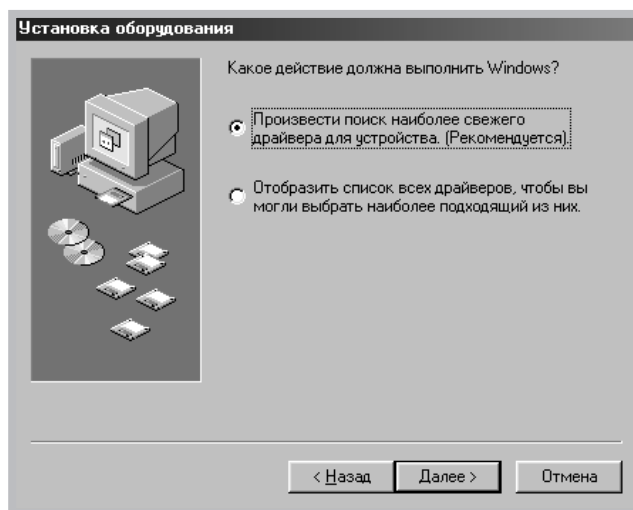 Установка оборудования
Какое действие должна выполнить Windows?
Произвести поиск наиболее свежего
драйвера для устройства. (Рекомендуется).
Отобразить список всех драйверов, чтобы вы
могли выбрать наиболее подходящий из них.
< Назад Далее > Отмена